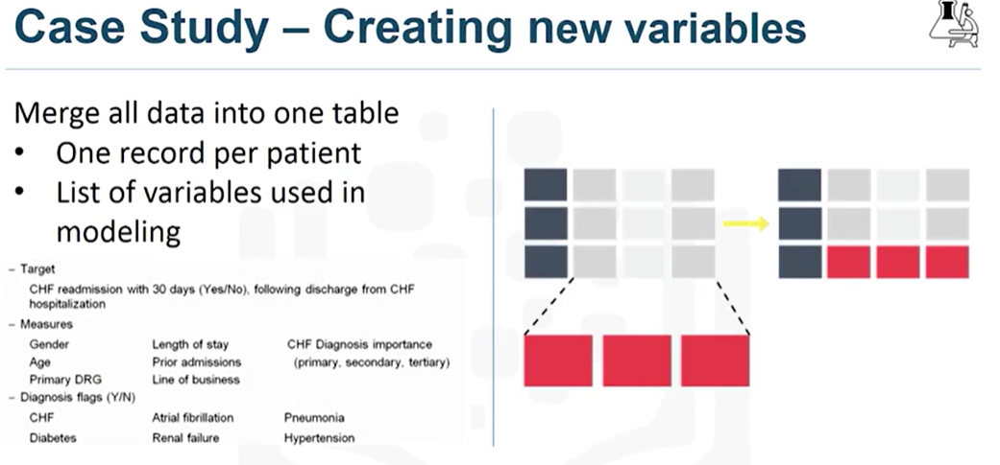 Case Study – Creating new variables
Merge all data into one table
• One record per patient
• List of variables used in
modeling
– Target
CHF readmission with 30 days (Yes/No), following discharge from CHF
hospitalization
– Measures
Gender Length of stay CHF Diagnosis importance
Age Prior admissions (primary, secondary, tertiary)
Primary DRG Line of business
– Diagnosis flags (Y/N)
CHF Atrial fibrillation Pneumonia
Diabetes Renal failure Hypertension